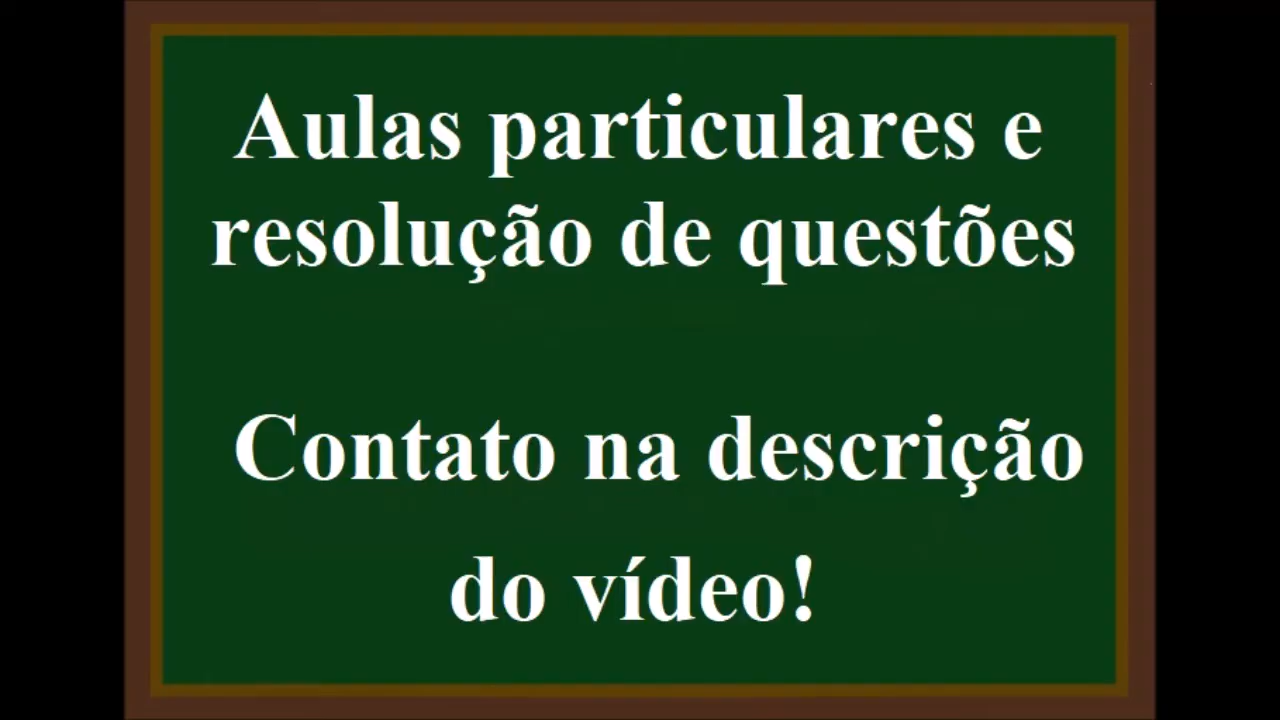 Aulas particulares e
resolução de questões
Contato na descrição
do vídeo!